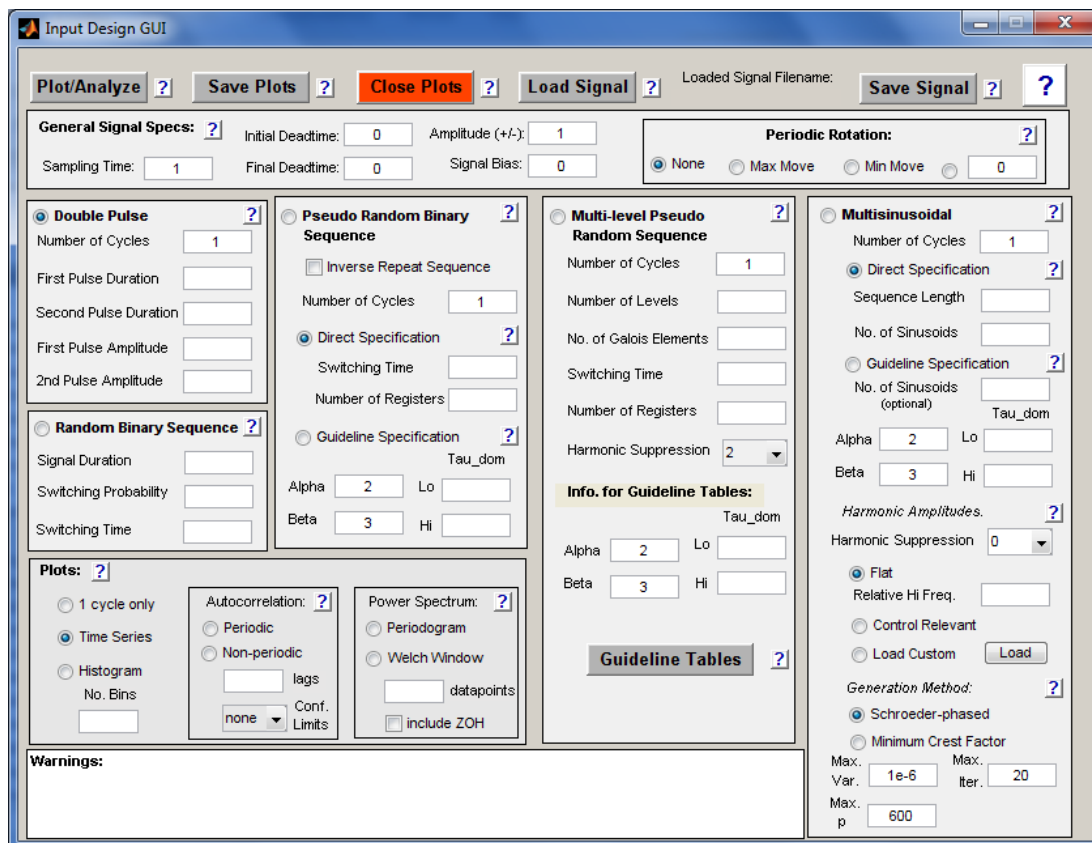 Input Design GUI
Plot/Analyze ? Save Plots ? Close Plots ? Load Signal ? Loaded Signal Filename: Save Signal ? ?
General Signal Specs: ?
Sampling Time: 1
Initial Deadtime: 0
Final Deadtime: 0
Amplitude (+/-): 1
Signal Bias: 0
Periodic Rotation: ?
None Max Move Min Move 0
Double Pulse ?
Number of Cycles 1
First Pulse Duration
Second Pulse Duration
First Pulse Amplitude
2nd Pulse Amplitude
Random Binary Sequence ?
Signal Duration
Switching Probability
Switching Time
Pseudo Random Binary ?
Sequence
Inverse Repeat Sequence
Number of Cycles 1
Direct Specification ?
Switching Time
Number of Registers
Guideline Specification ?
Tau_dom
Alpha 2 Lo
Beta 3 Hi
Multi-level Pseudo ?
Random Sequence
Number of Cycles 1
Number of Levels
No. of Galois Elements
Switching Time
Number of Registers
Harmonic Suppression 2
Info. for Guideline Tables:
Tau_dom
Alpha 2 Lo
Beta 3 Hi
Guideline Tables ?
Multisinusoidal ?
Number of Cycles 1
Direct Specification ?
Sequence Length
No. of Sinusoids
Guideline Specification ?
No. of Sinusoids
(optional)
Tau_dom
Alpha 2 Lo
Beta 3 Hi
Harmonic Amplitudes. ?
Harmonic Suppression 0
Flat
Relative Hi Freq.
Control Relevant
Load Custom Load
Generation Method: ?
Schroeder-phased
Minimum Crest Factor
Max.
Var. 1e-6
Max.
Iter. 20
Max.
p 600
Plots: ?
1 cycle only
Time Series
Histogram
No. Bins
Autocorrelation: ?
Periodic
Non-periodic
lags
none Conf.
Limits
Power Spectrum: ?
Periodogram
Welch Window
datapoints
include ZOH
Warnings: